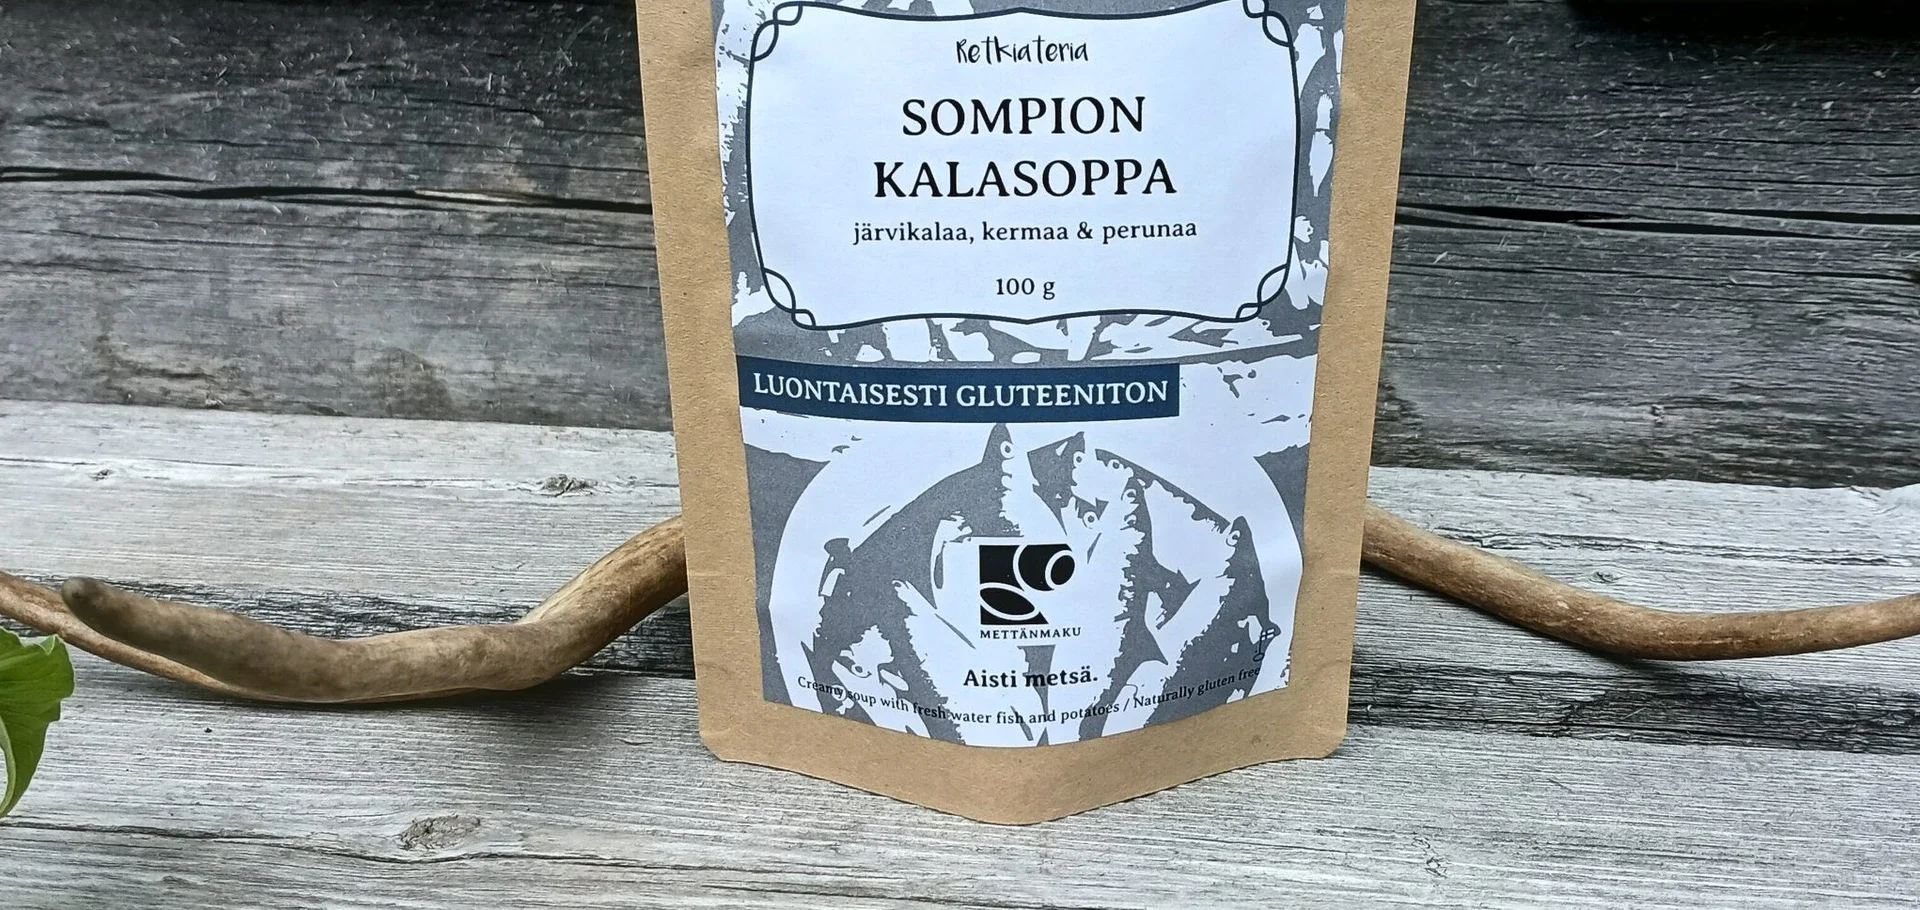 Retkiateria
SOMPION
KALASOPPA
järvikalaa, kermaa & perunaa
100 g
LUONTAISESTI GLUTEENITON
METTÄNMAKU
Aisti metsä.
Creamy soup with fresh water fish and potatoes / Naturally gluten free